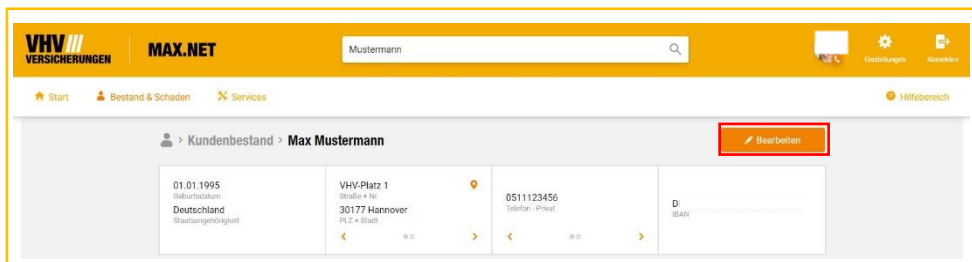 VHV
VERSICHERUNGEN
MAX.NET
Mustermann
Einstellungen
Abmelden
Start
Bestand & Schaden
Services
Hilfebereich
> Kundenbestand > Max Mustermann
Bearbeiten
01.01.1995
Geburtsdatum
Deutschland
Staatsangehörigkeit
VHV-Platz 1
Straße + Nr.
30177 Hannover
PLZ + Stadt
0511123456
Telefon - Privat
D
IBAN